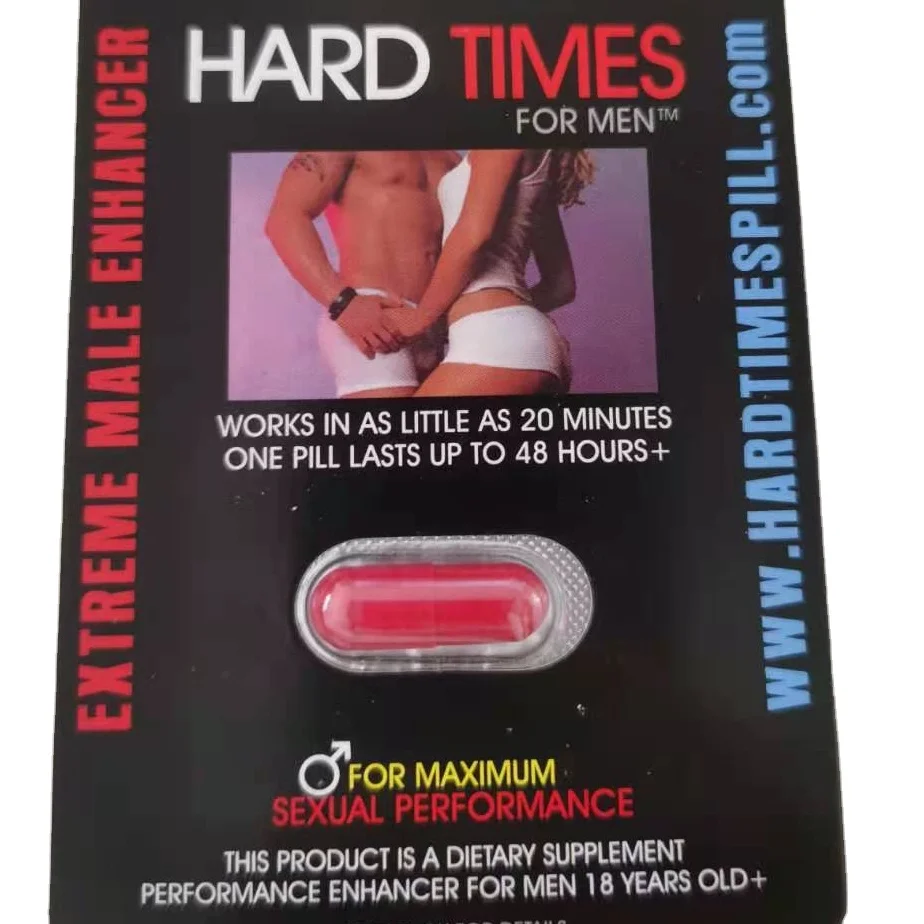 EXTREME MALE ENHANCER
HARD TIMES
FOR MEN™
WWW.HARDTIMESPILL.COM
WORKS IN AS LITTLE AS 20 MINUTES
ONE PILL LASTS UP TO 48 HOURS+
FOR MAXIMUM
SEXUAL PERFORMANCE
THIS PRODUCT IS A DIETARY SUPPLEMENT
PERFORMANCE ENHANCER FOR MEN 18 YEARS OLD+
FOR DETAILS